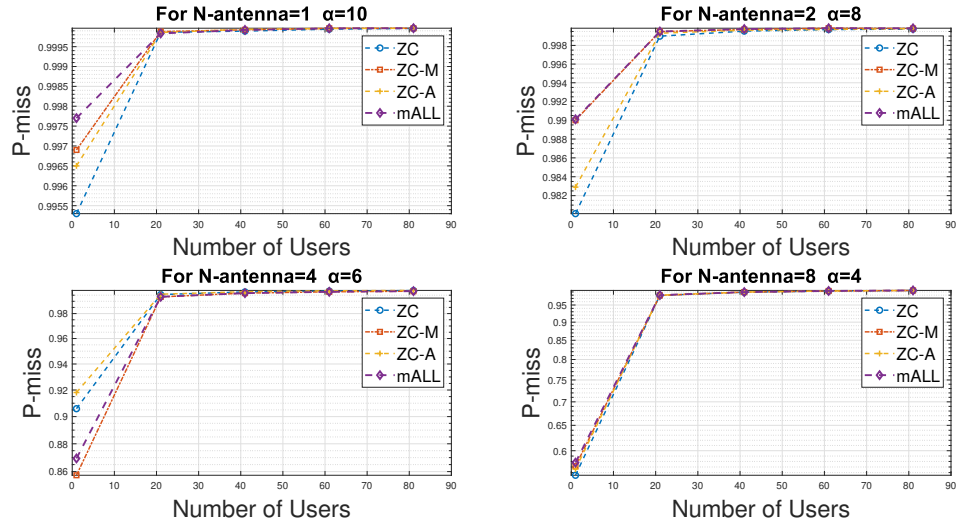 For N-antenna=1 α=10
P-miss
0.9995
0.999
0.9985
0.998
0.9975
0.997
0.9965
0.996
0.9955
0 10 20 30 40 50 60 70 80 90
Number of Users
ZC
ZC-M
ZC-A
mALL
For N-antenna=2 α=8
P-miss
0.998
0.996
0.994
0.992
0.99
0.988
0.986
0.984
0.982
0 10 20 30 40 50 60 70 80 90
Number of Users
ZC
ZC-M
ZC-A
mALL
For N-antenna=4 α=6
P-miss
0.98
0.96
0.94
0.92
0.9
0.88
0.86
0 10 20 30 40 50 60 70 80 90
Number of Users
ZC
ZC-M
ZC-A
mALL
For N-antenna=8 α=4
P-miss
0.95
0.9
0.85
0.8
0.75
0.7
0.65
0.6
0 10 20 30 40 50 60 70 80 90
Number of Users
ZC
ZC-M
ZC-A
mALL